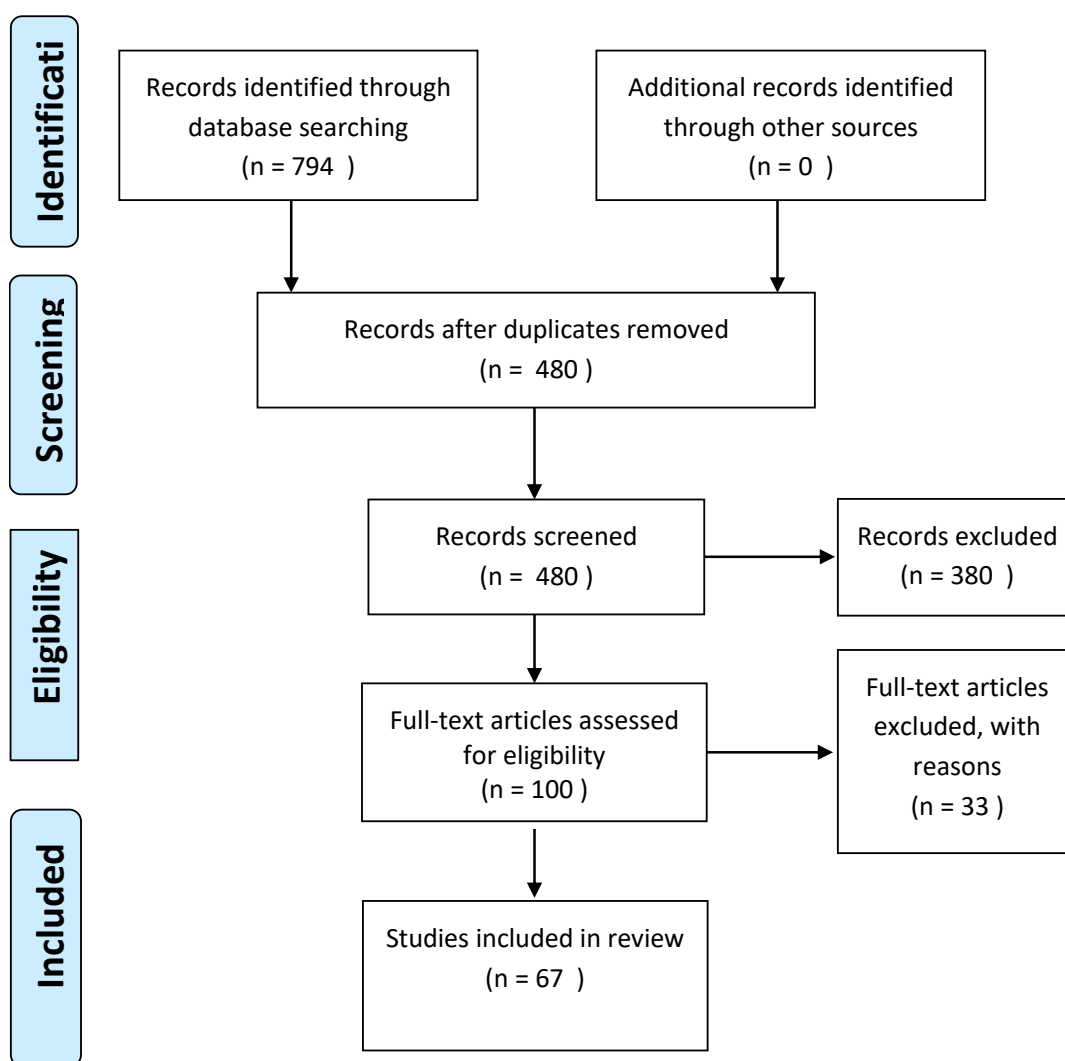 Identificati
Records identified through
database searching
(n = 794  )
Additional records identified
through other sources
(n = 0  )
Screening
Records after duplicates removed
(n =  480 )
Records screened
(n =  480 )
Records excluded
(n = 380  )
Eligibility
Full-text articles assessed
for eligibility
(n = 100 )
Full-text articles
excluded, with
reasons
(n = 33 )
Included
Studies included in review
(n = 67  )